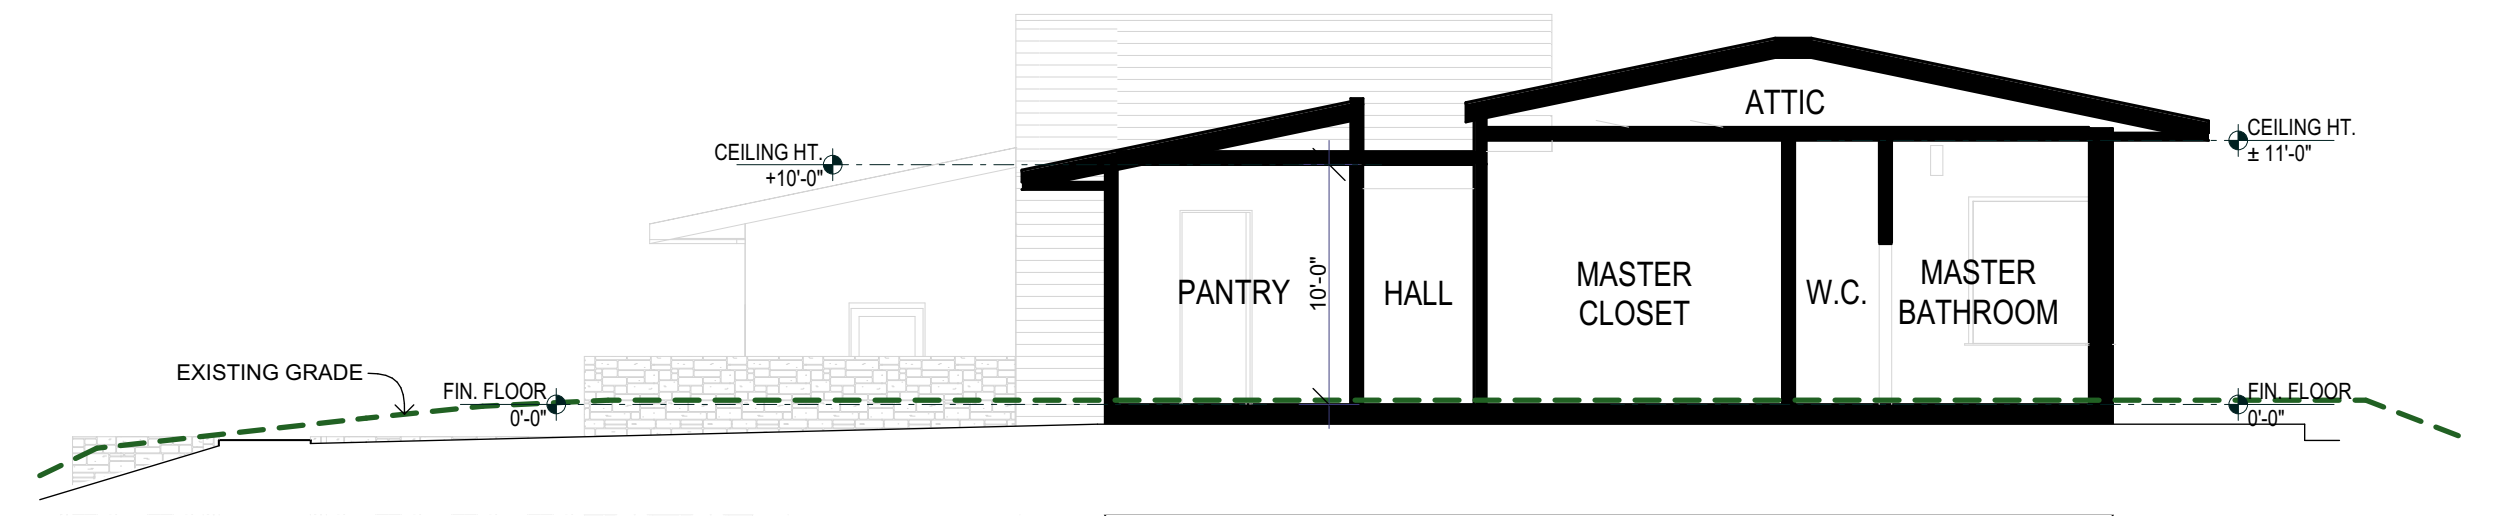 ATTIC
CEILING HT.
± 11'-0"
CEILING HT.
+10'-0"
10'-0"
PANTRY
HALL
MASTER
CLOSET
W.C.
MASTER
BATHROOM
EXISTING GRADE
FIN. FLOOR
0'-0"
FIN. FLOOR
0'-0"